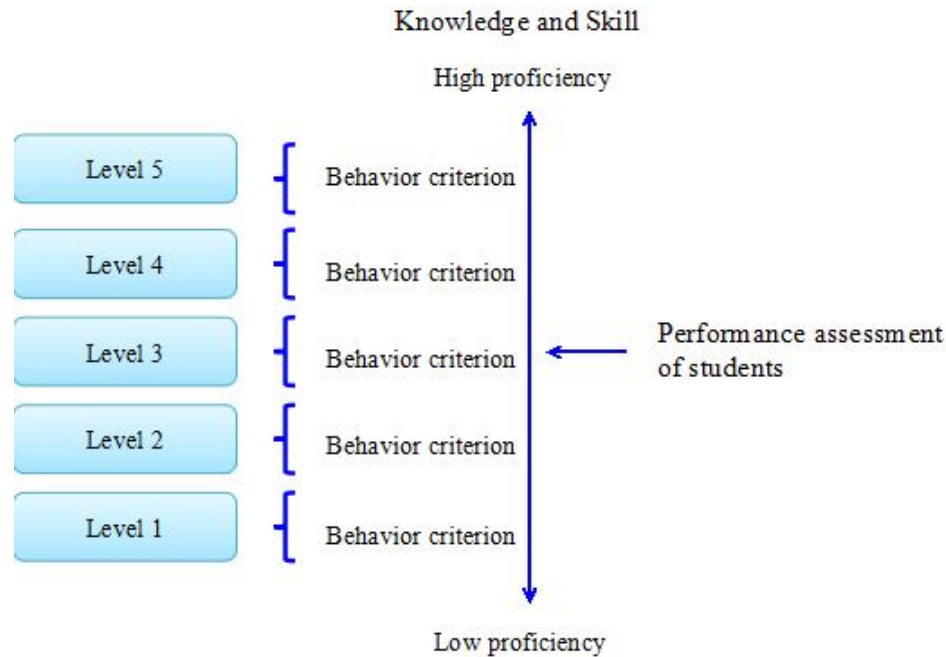 Knowledge and Skill
High proficiency
Level 5
Behavior criterion
Level 4
Behavior criterion
Level 3
Behavior criterion
Performance assessment
of students
Level 2
Behavior criterion
Level 1
Behavior criterion
Low proficiency